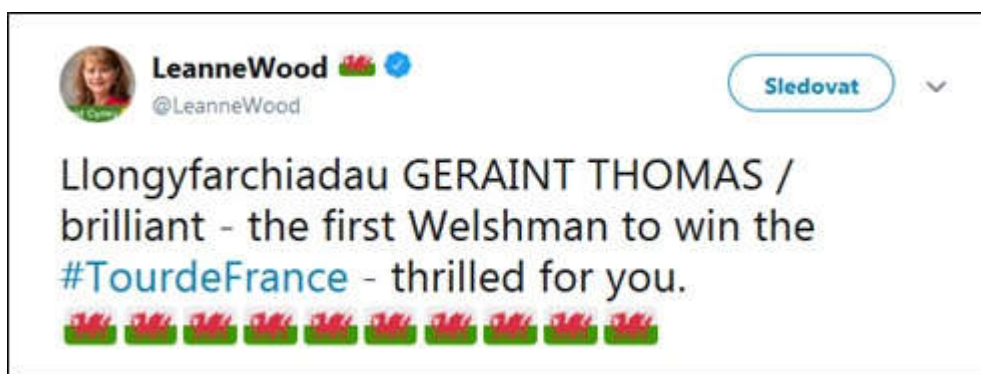 LeanneWood 🏴󠁧󠁢󠁷󠁬󠁳󠁿
@LeanneWood
Sledovat
Llongyfarchiadau GERAINT THOMAS /
brilliant - the first Welshman to win the
#TourdeFrance - thrilled for you.
🏴󠁧󠁢󠁷󠁬󠁳󠁿🏴󠁧󠁢󠁷󠁬󠁳󠁿🏴󠁧󠁢󠁷󠁬󠁳󠁿🏴󠁧󠁢󠁷󠁬󠁳󠁿🏴󠁧󠁢󠁷󠁬󠁳󠁿🏴󠁧󠁢󠁷󠁬󠁳󠁿🏴󠁧󠁢󠁷󠁬󠁳󠁿🏴󠁧󠁢󠁷󠁬󠁳󠁿🏴󠁧󠁢󠁷󠁬󠁳󠁿🏴󠁧󠁢󠁷󠁬󠁳󠁿